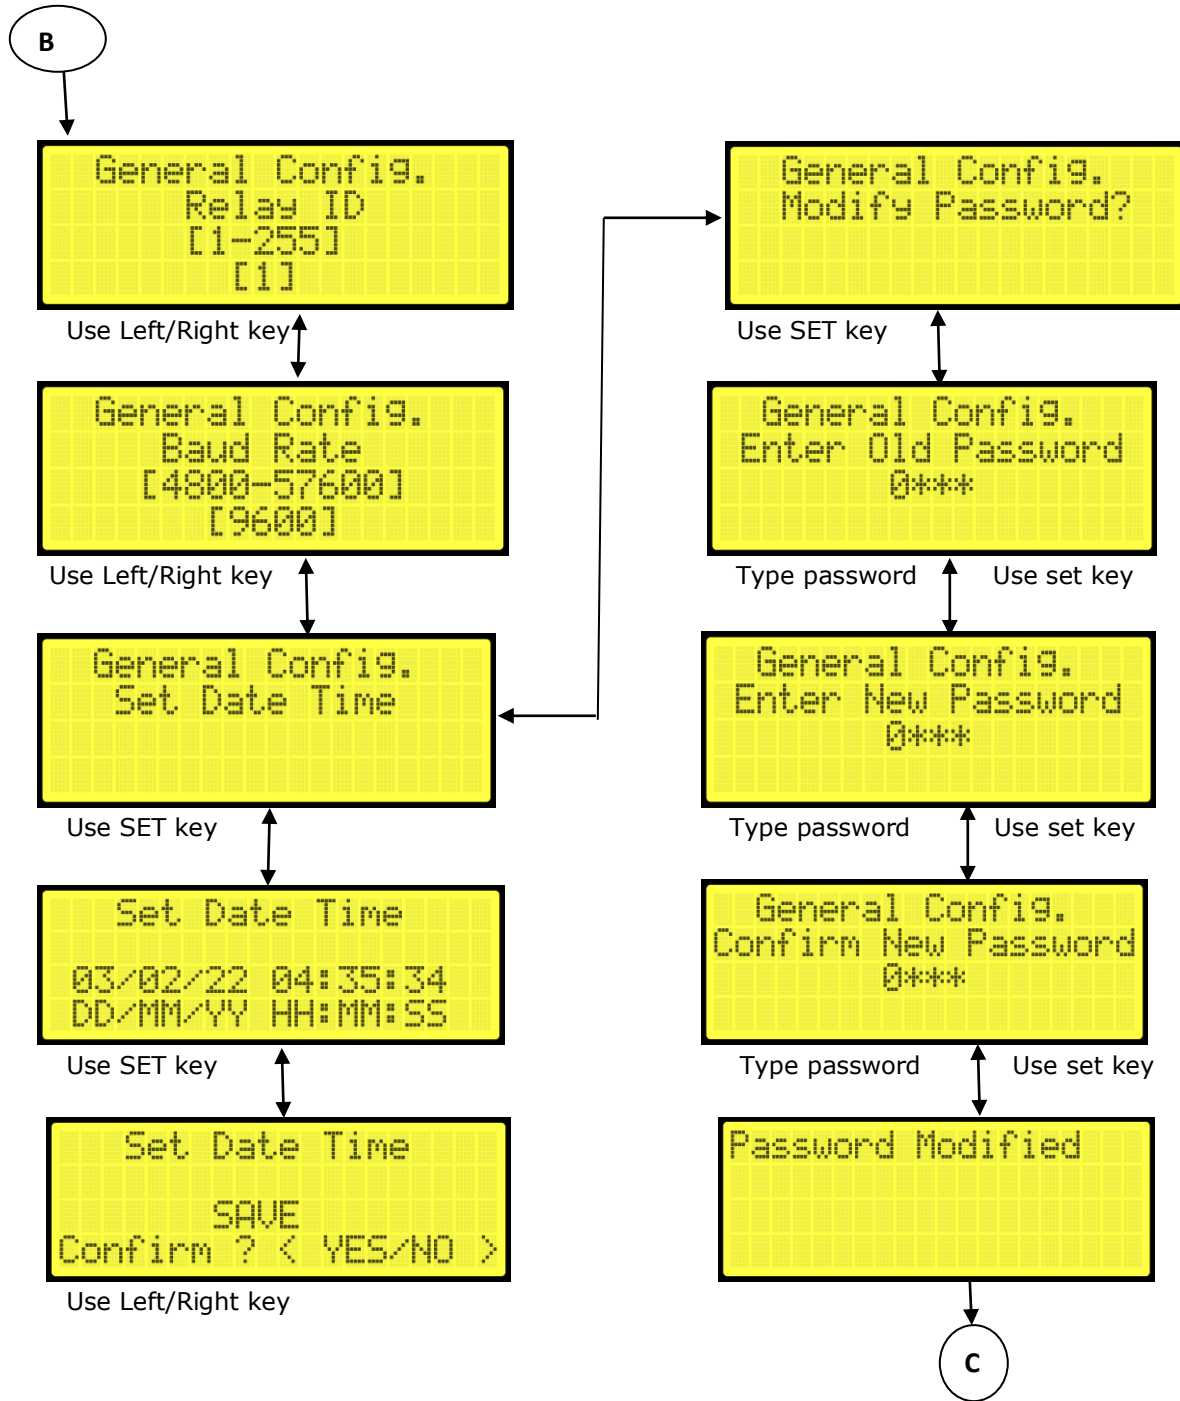 B
General Config.
Relay ID
[1-255]
[1]
Use Left/Right key
General Config.
Baud Rate
[4800-57600]
[9600]
Use Left/Right key
General Config.
Set Date Time
Use SET key
Set Date Time
03/02/22 04:35:34
DD/MM/YY HH:MM:SS
Use SET key
Set Date Time
SAVE
Confirm ? < YES/NO >
Use Left/Right key
General Config.
Modify Password?
Use SET key
General Config.
Enter Old Password
0***
Type password Use set key
General Config.
Enter New Password
0***
Type password Use set key
General Config.
Confirm New Password
0***
Type password Use set key
Password Modified
C